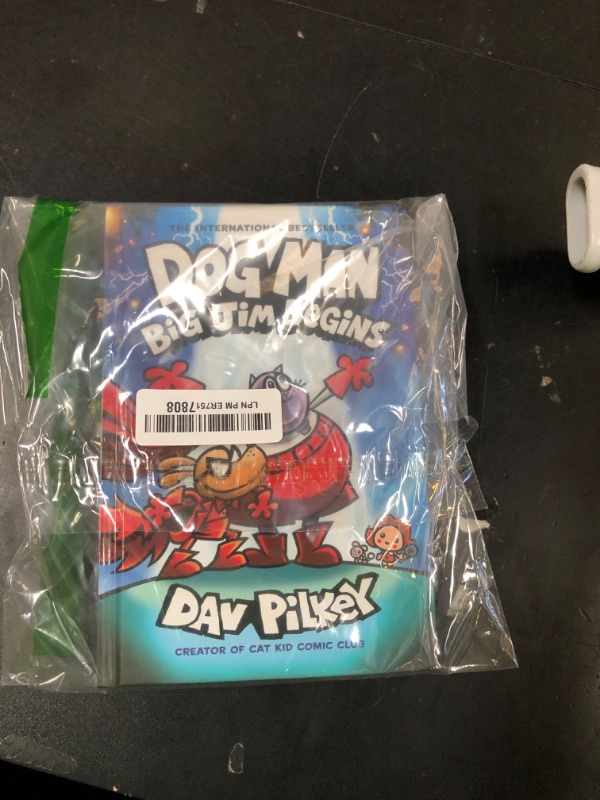 THE INTERNATIONAL BESTSELLER
DOG MAN
BIG JIM BEGINS
LPN PM ER7517808
DAV PILKEY
CREATOR OF CAT KID COMIC CLUB